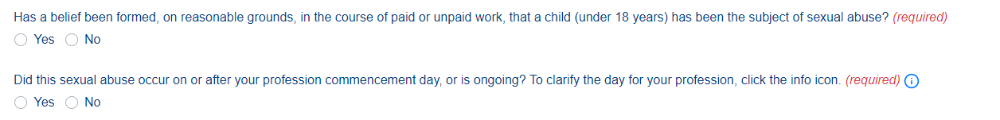 Has a belief been formed, on reasonable grounds, in the course of paid or unpaid work, that a child (under 18 years) has been the subject of sexual abuse? (required)
Yes No
Did this sexual abuse occur on or after your profession commencement day, or is ongoing? To clarify the day for your profession, click the info icon. (required)
Yes No